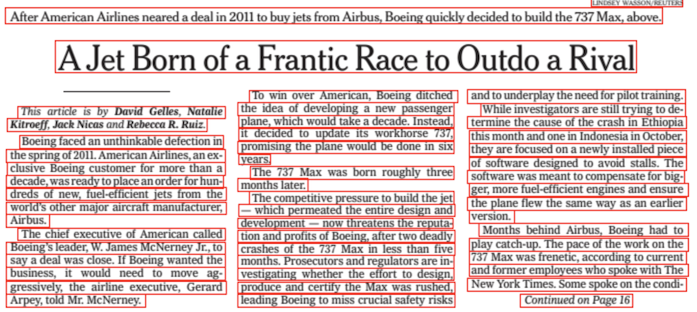 LINDSEY WASSON/REUTERS
After American Airlines neared a deal in 2011 to buy jets from Airbus, Boeing quickly decided to build the 737 Max, above.
A Jet Born of a Frantic Race to Outdo a Rival
This article is by David Gelles, Natalie
Kitroeff, Jack Nicas and Rebecca R. Ruiz.
Boeing faced an unthinkable defection in
the spring of 2011. American Airlines, an ex-
clusive Boeing customer for more than a
decade, was ready to place an order for hun-
dreds of new, fuel-efficient jets from the
world's other major aircraft manufacturer,
Airbus.
The chief executive of American called
Boeing's leader, W. James McNerney Jr., to
say a deal was close. If Boeing wanted the
business, it would need to move ag-
gressively, the airline executive, Gerard
Arpey, told Mr. McNerney.
To win over American, Boeing ditched
the idea of developing a new passenger
plane, which would take a decade. Instead,
it decided to update its workhorse 737,
promising the plane would be done in six
years.
The 737 Max was born roughly three
months later.
The competitive pressure to build the jet
— which permeated the entire design and
development — now threatens the reputa-
tion and profits of Boeing, after two deadly
crashes of the 737 Max in less than five
months. Prosecutors and regulators are in-
vestigating whether the effort to design,
produce and certify the Max was rushed,
leading Boeing to miss crucial safety risks
and to underplay the need for pilot training.
While investigators are still trying to de-
termine the cause of the crash in Ethiopia
this month and one in Indonesia in October,
they are focused on a newly installed piece
of software designed to avoid stalls. The
software was meant to compensate for big-
ger, more fuel-efficient engines and ensure
the plane flew the same way as an earlier
version.
Months behind Airbus, Boeing had to
play catch-up. The pace of the work on the
737 Max was frenetic, according to current
and former employees who spoke with The
New York Times. Some spoke on the condi-
Continued on Page 16